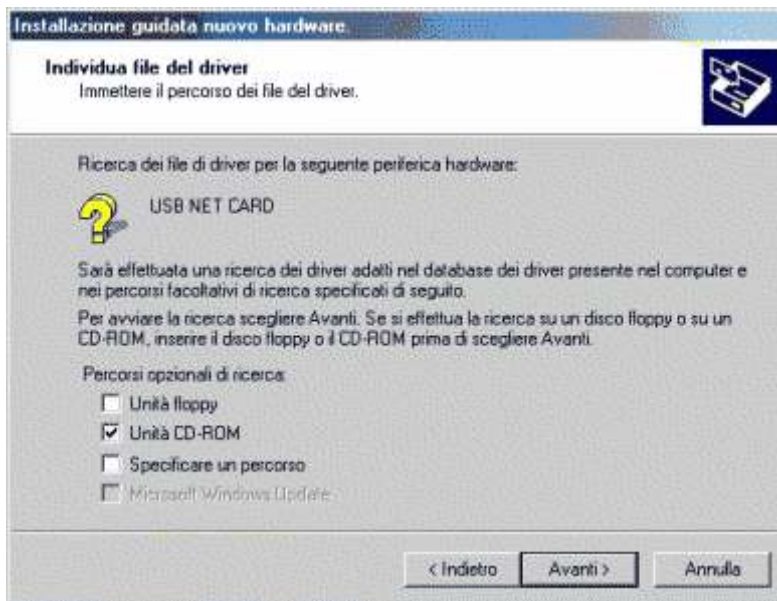 Installazione guidata nuovo hardware.
Individua file del driver
Immettere il percorso dei file del driver.
Ricerca dei file di driver per la seguente periferica hardware:
USB NET CARD
Sarà effettuata una ricerca dei driver adatti nel database dei driver presente nel computer e
nei percorsi facoltativi di ricerca specificati di seguito.
Per avviare la ricerca scegliere Avanti. Se si effettua la ricerca su un disco floppy o su un
CD-ROM, inserire il disco floppy o il CD-ROM prima di scegliere Avanti.
Percorsi opzionali di ricerca:
Unità floppy
Unità CD-ROM
Specificare un percorso
Microsoft Windows Update
< Indietro Avanti > Annulla